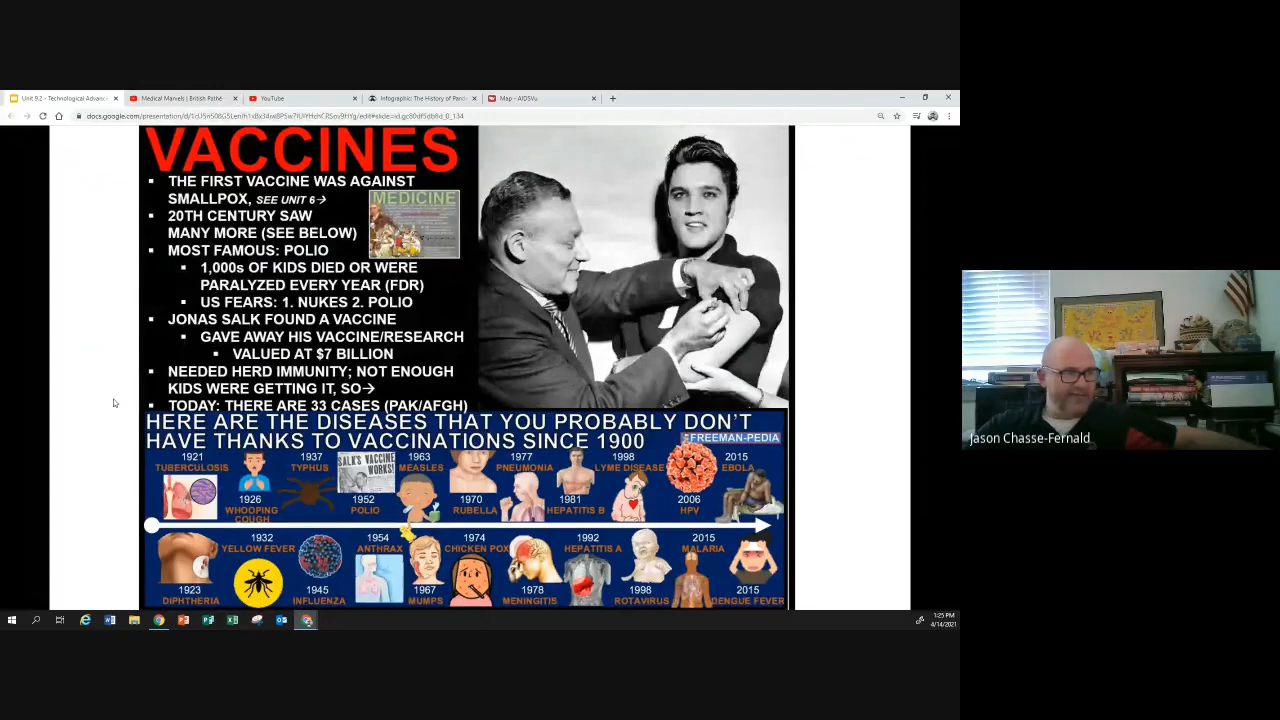 Unit 9.2 - Technological Advanc
Medical Marvels | British Pathé
YouTube
Infographic: The History of Pand
Map - AIDSVu
VACCINES
THE FIRST VACCINE WAS AGAINST
SMALLPOX, SEE UNIT 6→
MEDICINE
20TH CENTURY SAW
MANY MORE (SEE BELOW)
MOST FAMOUS: POLIO
1,000s OF KIDS DIED OR WERE
PARALYZED EVERY YEAR (FDR)
US FEARS: 1. NUKES 2. POLIO
JONAS SALK FOUND A VACCINE
GAVE AWAY HIS VACCINE/RESEARCH
VALUED AT $7 BILLION
NEEDED HERD IMMUNITY; NOT ENOUGH
KIDS WERE GETTING IT, SO→
TODAY: THERE ARE 33 CASES (PAK/AFGH)
HERE ARE THE DISEASES THAT YOU PROBABLY DON'T
HAVE THANKS TO VACCINATIONS SINCE 1900
FREEMAN-PEDIA
1921 1937 SALK'S VACCINE WORKS! 1963 1977 1998 2015
TUBERCULOSIS TYPHUS MEASLES PNEUMONIA LYME DISEASE EBOLA
1926 1952 1970 1981 2006
WHOOPING COUGH POLIO RUBELLA HEPATITIS B HPV
1932 1954 1974 1992 2015
YELLOW FEVER ANTHRAX CHICKEN POX HEPATITIS A MALARIA
1923 1945 1967 1978 1998 2015
DIPHTHERIA INFLUENZA MUMPS MENINGITIS ROTAVIRUS DENGUE FEVER
1:25 PM
4/14/2021
Jason Chasse-Fernald